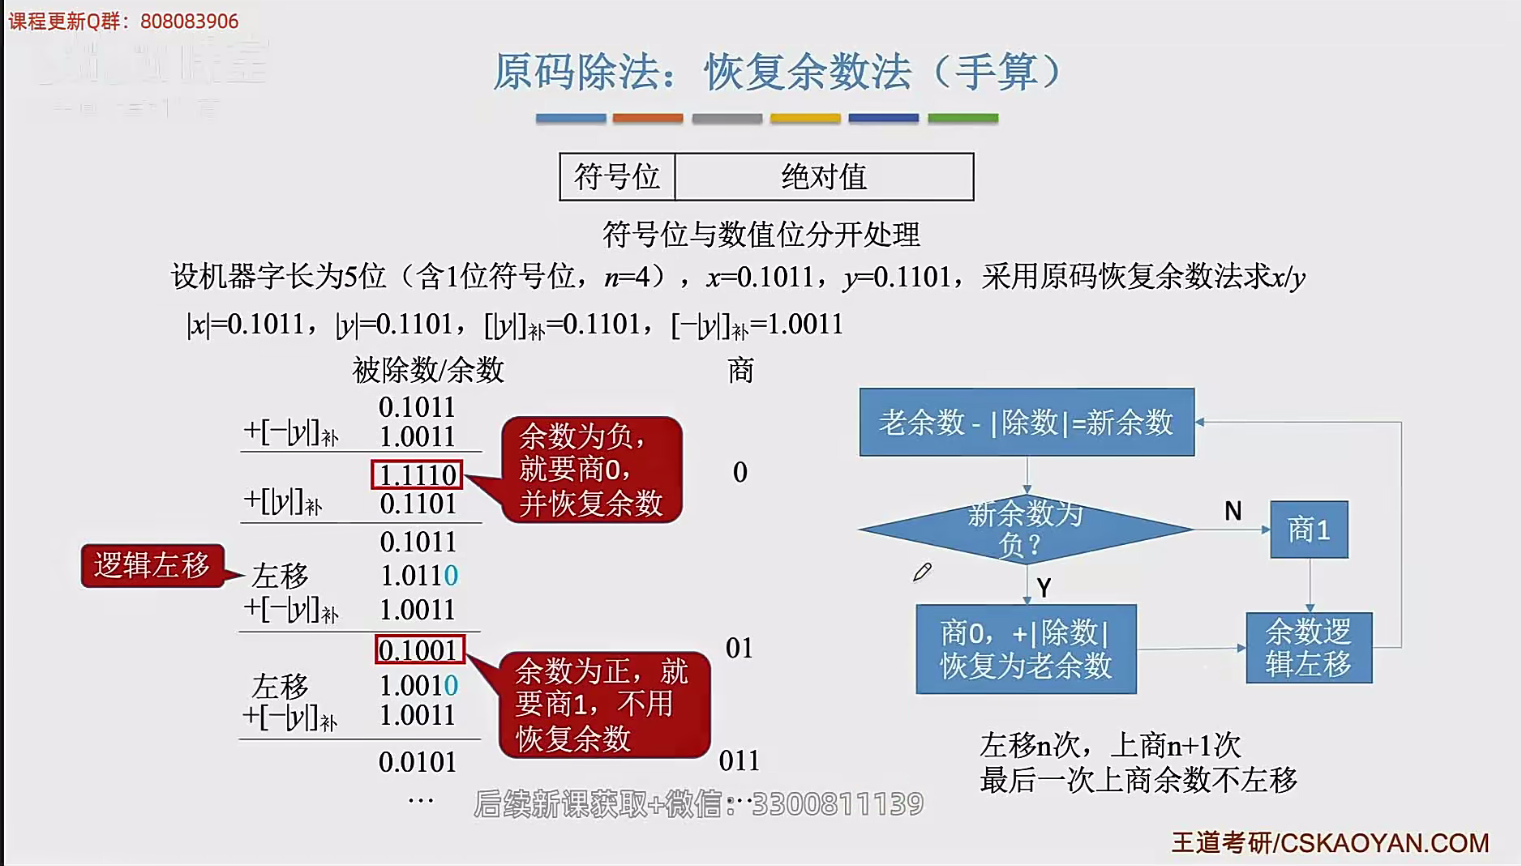 课程更新Q群：808083906
原码除法：恢复余数法（手算）
符号位 绝对值
符号位与数值位分开处理
设机器字长为5位（含1位符号位，n=4），x=0.1011，y=0.1101，采用原码恢复余数法求x/y
|x|=0.1011，|y|=0.1101，[|y|]补=0.1101，[−|y|]补=1.0011
被除数/余数 商
0.1011
+[−|y|]补 1.0011
1.1110 0
+[|y|]补 0.1101
0.1011
左移 1.0110
+[−|y|]补 1.0011
0.1001 01
左移 1.0010
+[−|y|]补 1.0011
0.0101 011
… …
余数为负，
就要商0，
并恢复余数
逻辑左移
余数为正，就
要商1，不用
恢复余数
老余数 - |除数|=新余数
新余数为
负？
N
商1
Y
商0，+|除数|
恢复为老余数
余数逻
辑左移
左移n次，上商n+1次
最后一次上商余数不左移
后续新课获取+微信：3300811139
王道考研/CSKAOYAN.COM